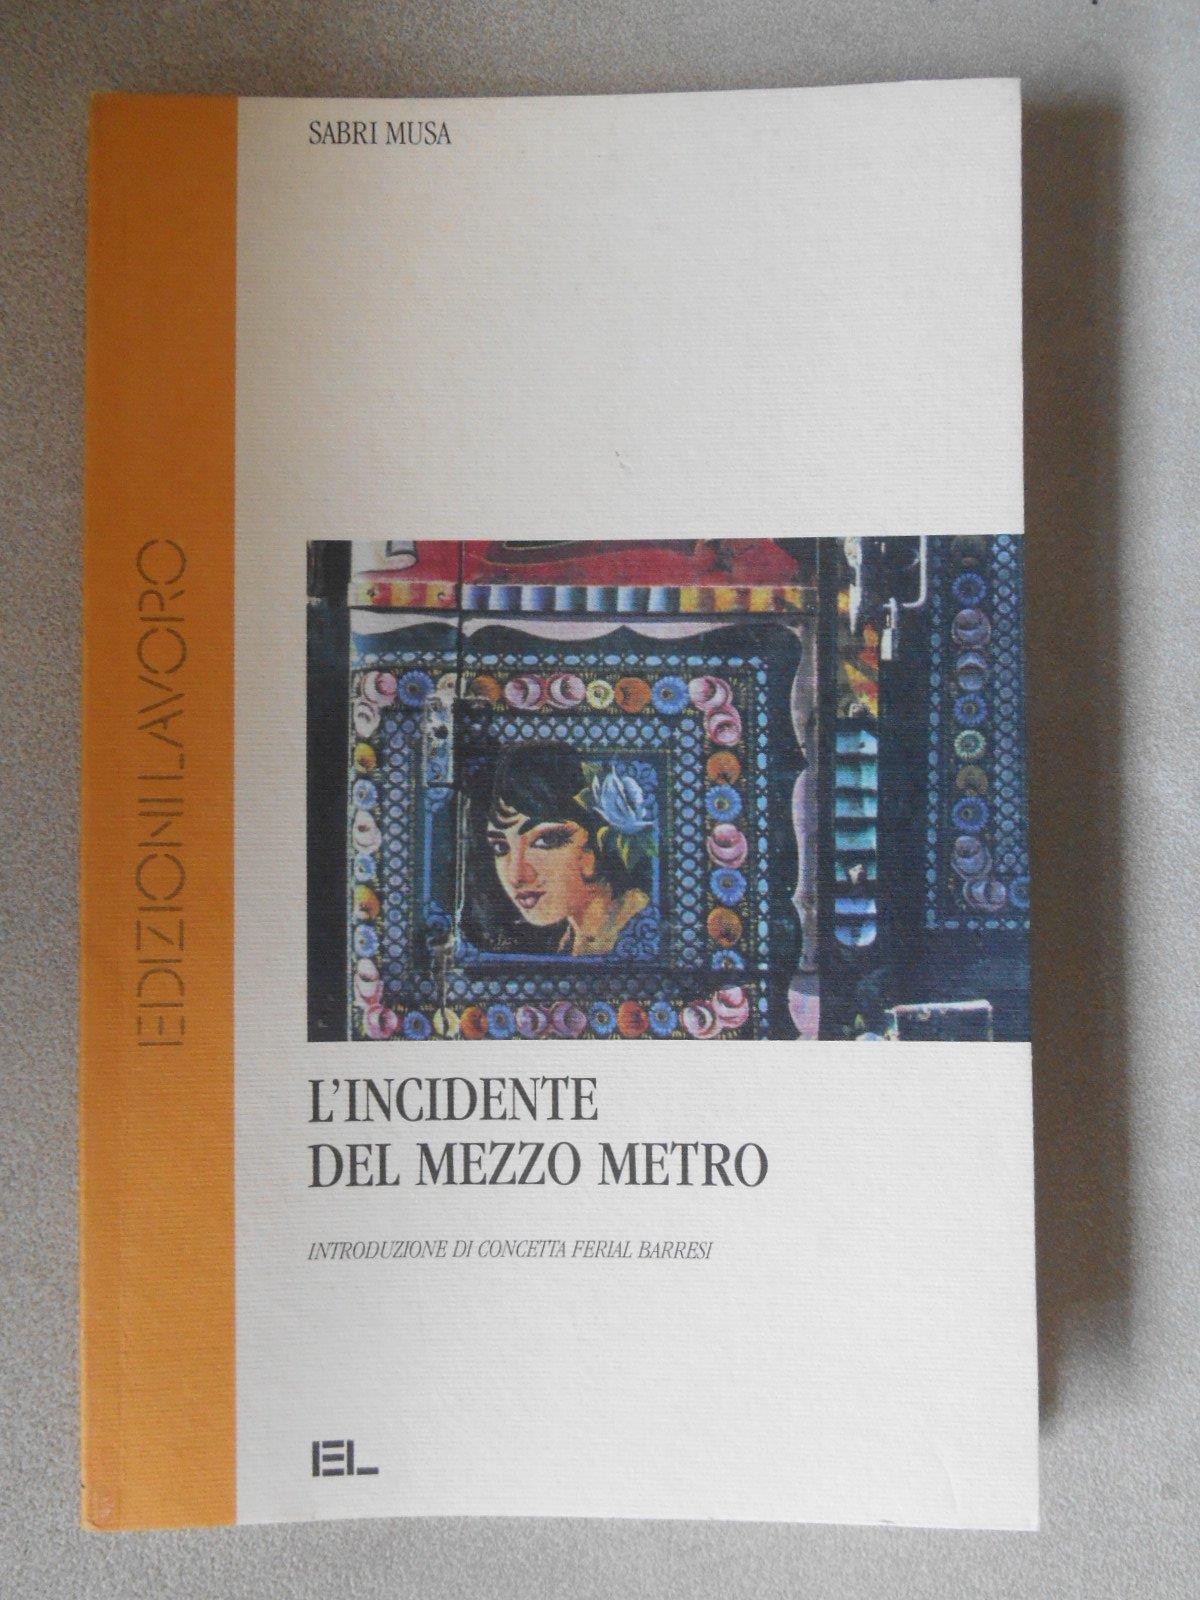 SABRI MUSA
EDIZIONI LAVORO
L'INCIDENTE
DEL MEZZO METRO
INTRODUZIONE DI CONCETTA FERIAL BARRESI
EL